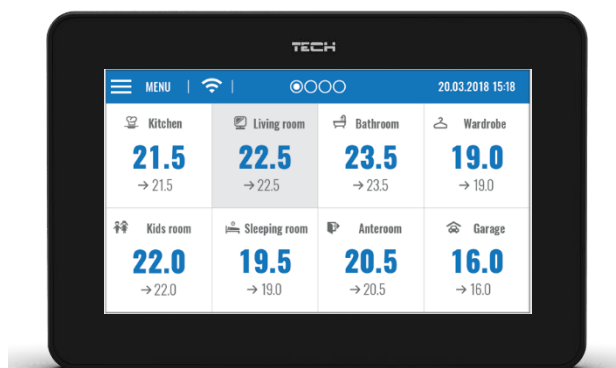 TECH
MENU
20.03.2018 15:18
Kitchen
Living room
Bathroom
Wardrobe
21.5
22.5
23.5
19.0
→ 21.5
→ 22.5
→ 23.5
→ 19.0
Kids room
Sleeping room
Anteroom
Garage
22.0
19.5
20.5
16.0
→ 22.0
→ 19.0
→ 20.5
→ 16.0